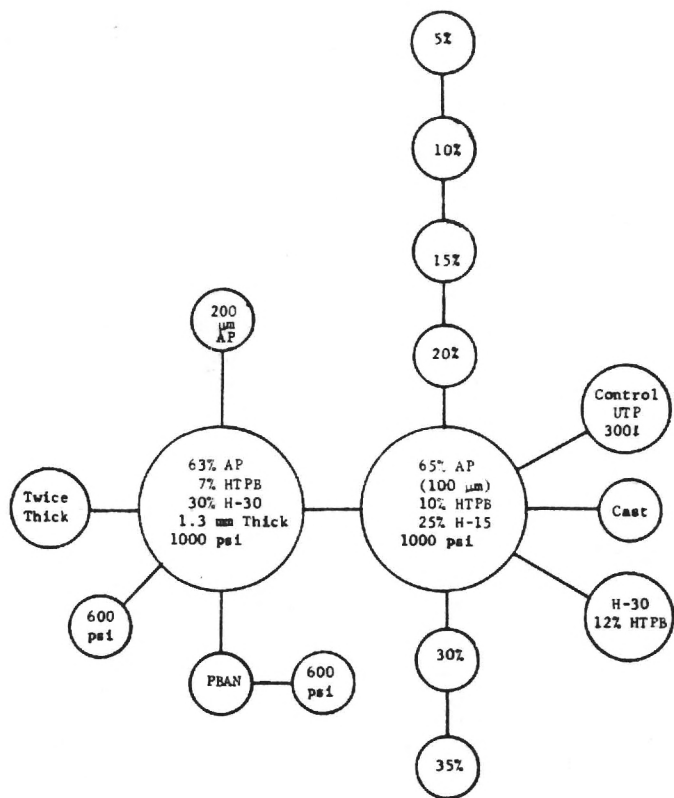 5%
10%
15%
20%
200
μm
AP
Control
UTP
3001
63% AP
7% HTPB
30% H-30
1.3 mm Thick
1000 psi
65% AP
(100 μm)
10% HTPB
25% H-15
1000 psi
Twice
Thick
Cast
600
psi
H-30
12% HTPB
30%
PBAN
600
psi
35%